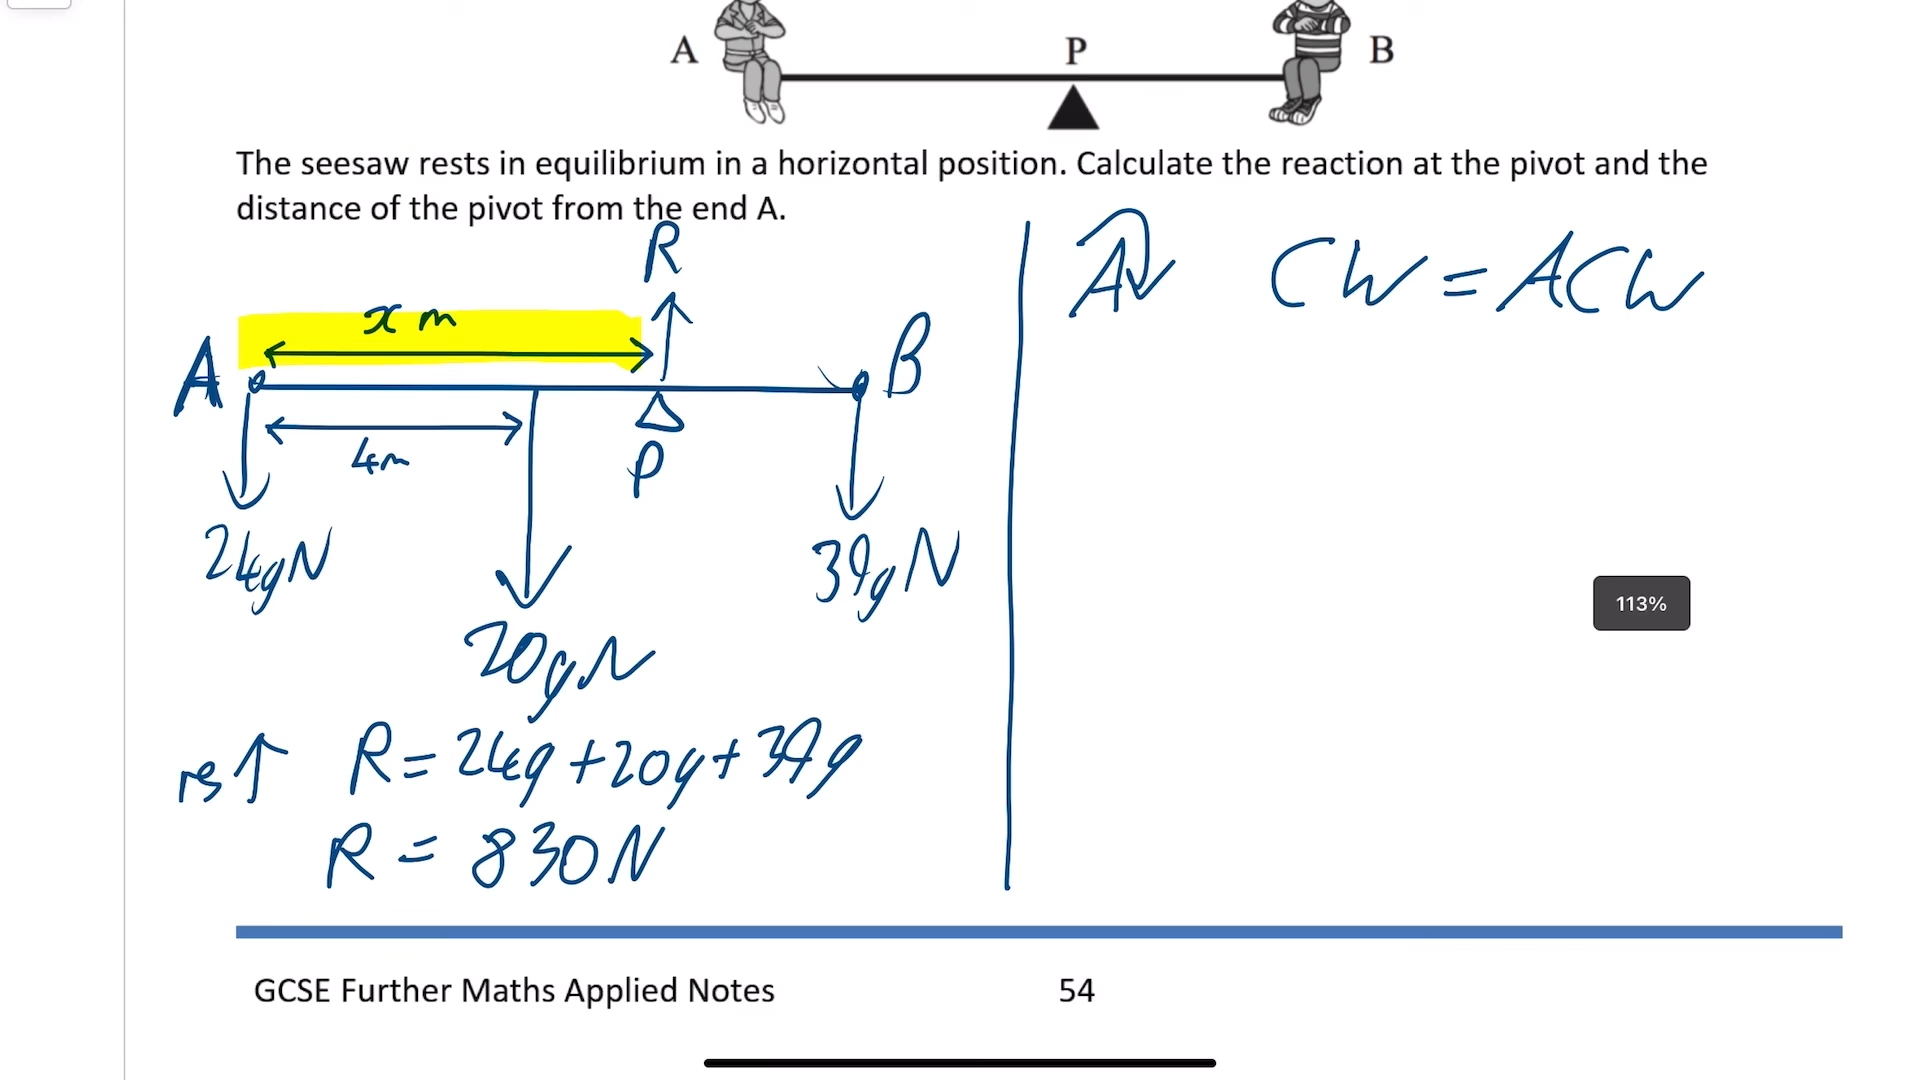 A P B
The seesaw rests in equilibrium in a horizontal position. Calculate the reaction at the pivot and the
distance of the pivot from the end A.
R
x m
A B
4m
P
24gN
39gN
20gN
res↑ R = 24g + 20g + 39g
R = 830N
A CW = ACW
113%
GCSE Further Maths Applied Notes 54